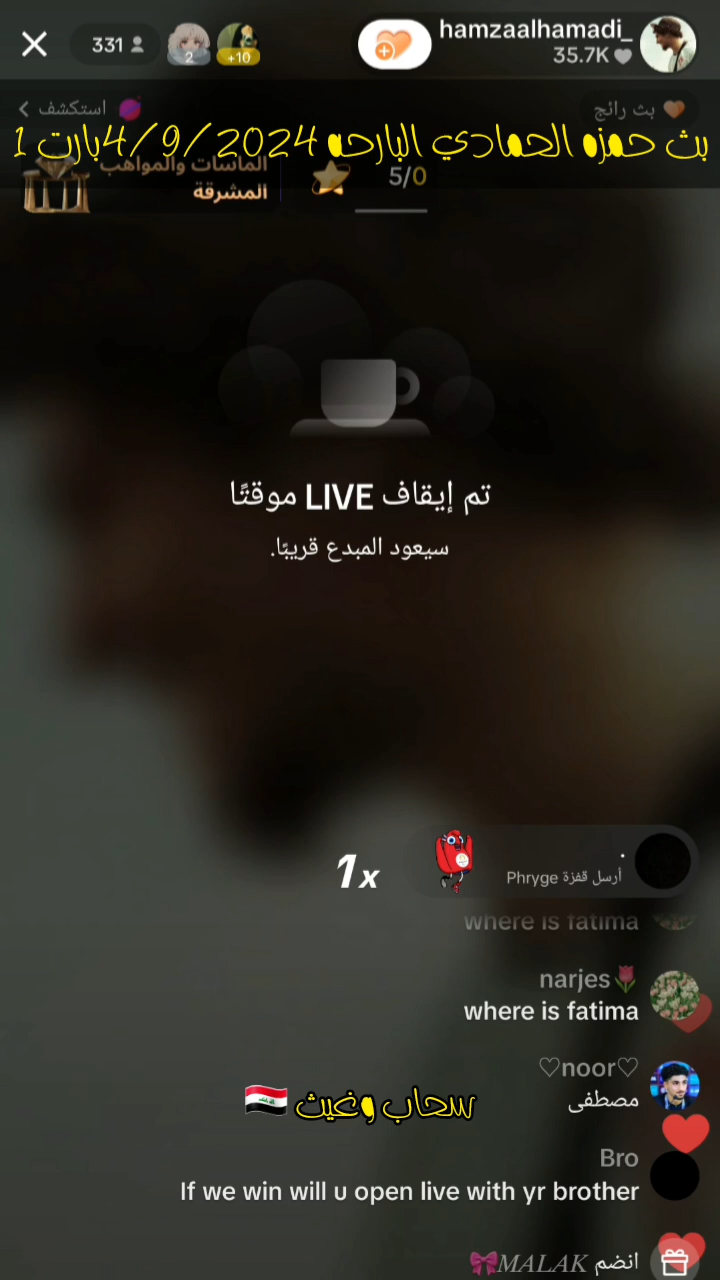 hamzaalhamadi_
35.7K
331
2
+10
بث رائج
استكشف
بث حمزه الحمادي البارحه 4/9/2024بارت 1
الماسات والمواهب
المشرقة
5/0
تم إيقاف LIVE موقتًا
سيعود المبدع قريبًا.
.
أرسل قفزة Phryge
1x
where is fatima
narjes🌷
where is fatima
♡noor♡
مصطفى
سحاب وغيث 🇮🇶
Bro
If we win will u open live with yr brother
🎀MALAK انضم